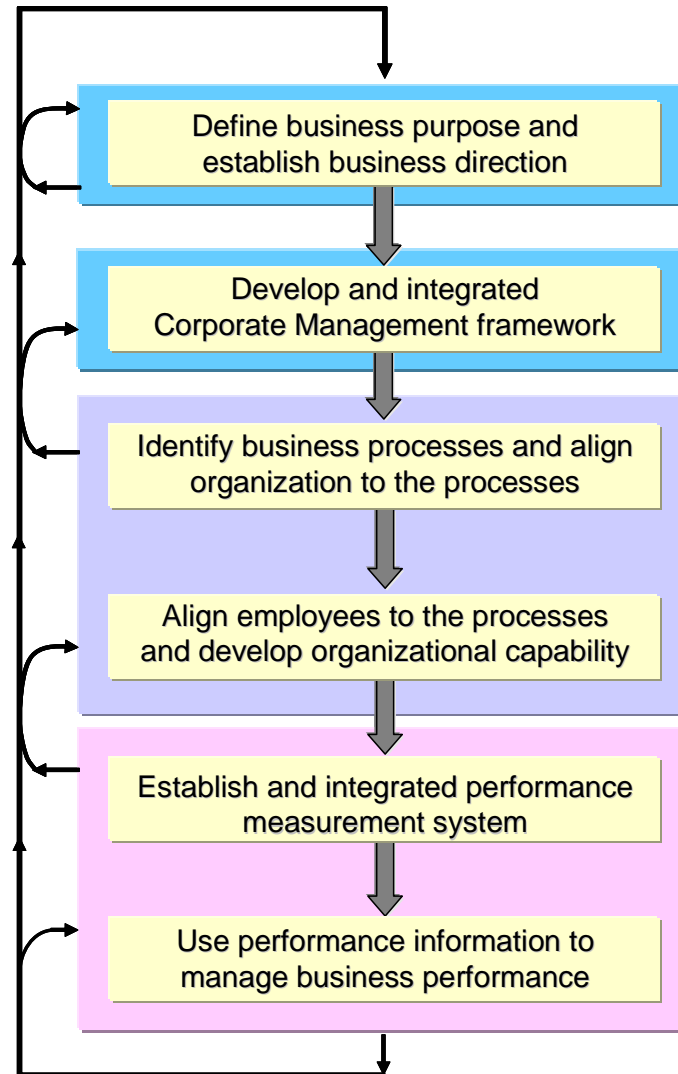 Define business purpose and
establish business direction
Develop and integrated
Corporate Management framework
Identify business processes and align
organization to the processes
Align employees to the processes
and develop organizational capability
Establish and integrated performance
measurement system
Use performance information to
manage business performance